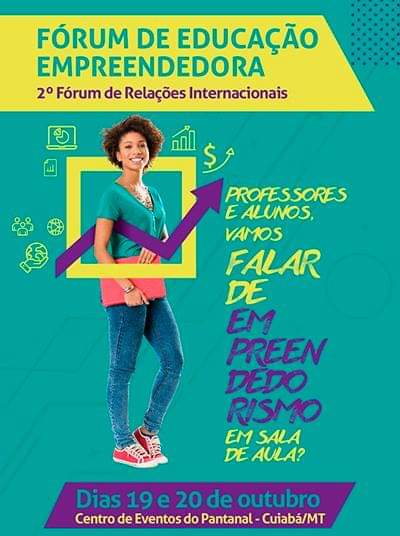 FÓRUM DE EDUCAÇÃO
EMPREENDEDORA
2º Fórum de Relações Internacionais
$
PROFESSORES
E ALUNOS,
VAMOS
FALAR
DE
EM
PREEN
DEDO
RISMO
EM SALA
DE AULA?
Dias 19 e 20 de outubro
Centro de Eventos do Pantanal - Cuiabá/MT